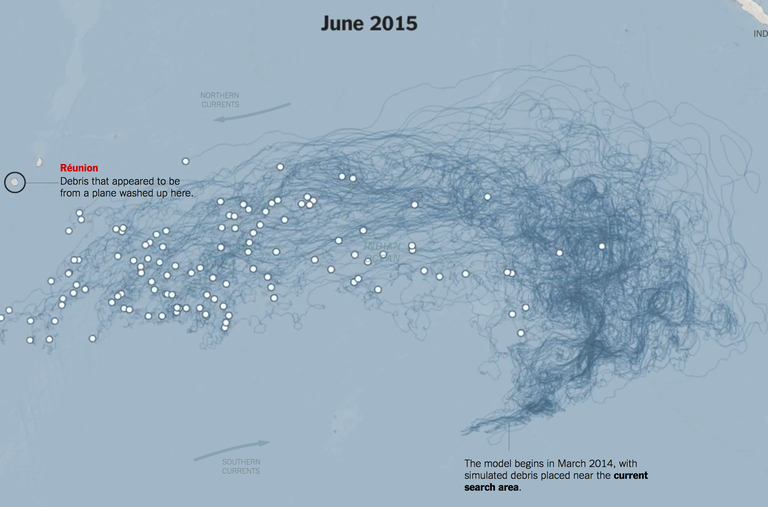 June 2015
IND
NORTHERN
CURRENTS
Réunion
Debris that appeared to be
from a plane washed up here.
INDIAN
OCEAN
SOUTHERN
CURRENTS
The model begins in March 2014, with
simulated debris placed near the current
search area.